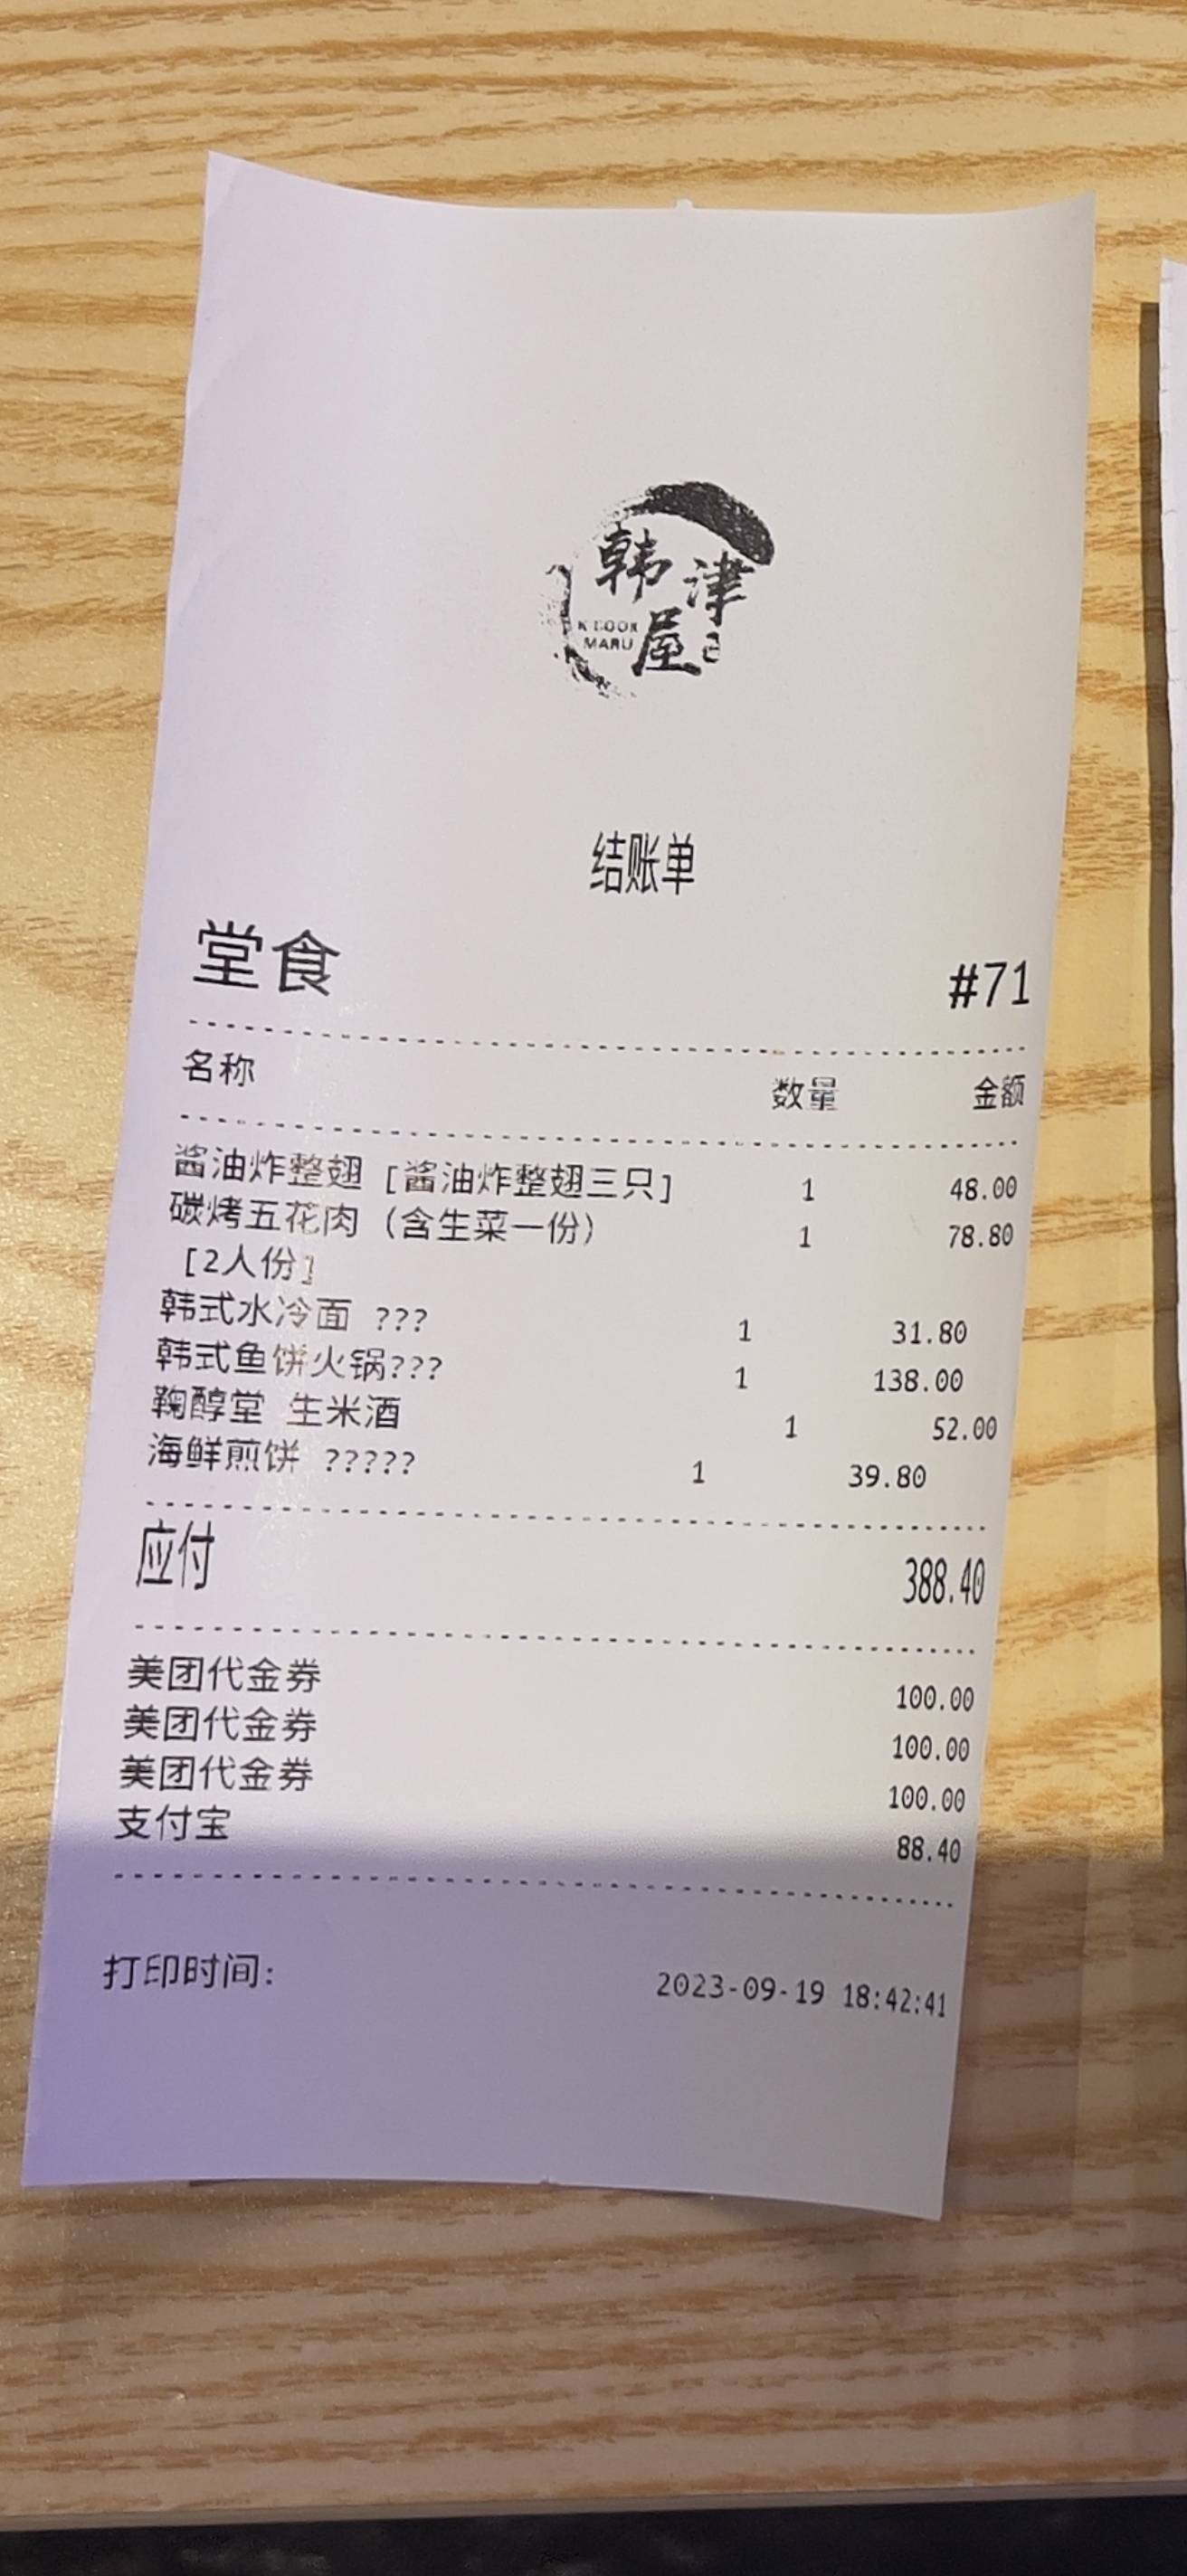 韩津
屋
K COOK
MARU
结账单
堂食 #71
名称 数量 金额
酱油炸整翅 [酱油炸整翅三只] 1 48.00
碳烤五花肉 (含生菜一份) 1 78.80
[2人份]
韩式水冷面 ??? 1 31.80
韩式鱼饼火锅??? 1 138.00
鞠醇堂 生米酒 1 52.00
海鲜煎饼 ????? 1 39.80
应付 388.40
美团代金券 100.00
美团代金券 100.00
美团代金券 100.00
支付宝 88.40
打印时间: 2023-09-19 18:42:41